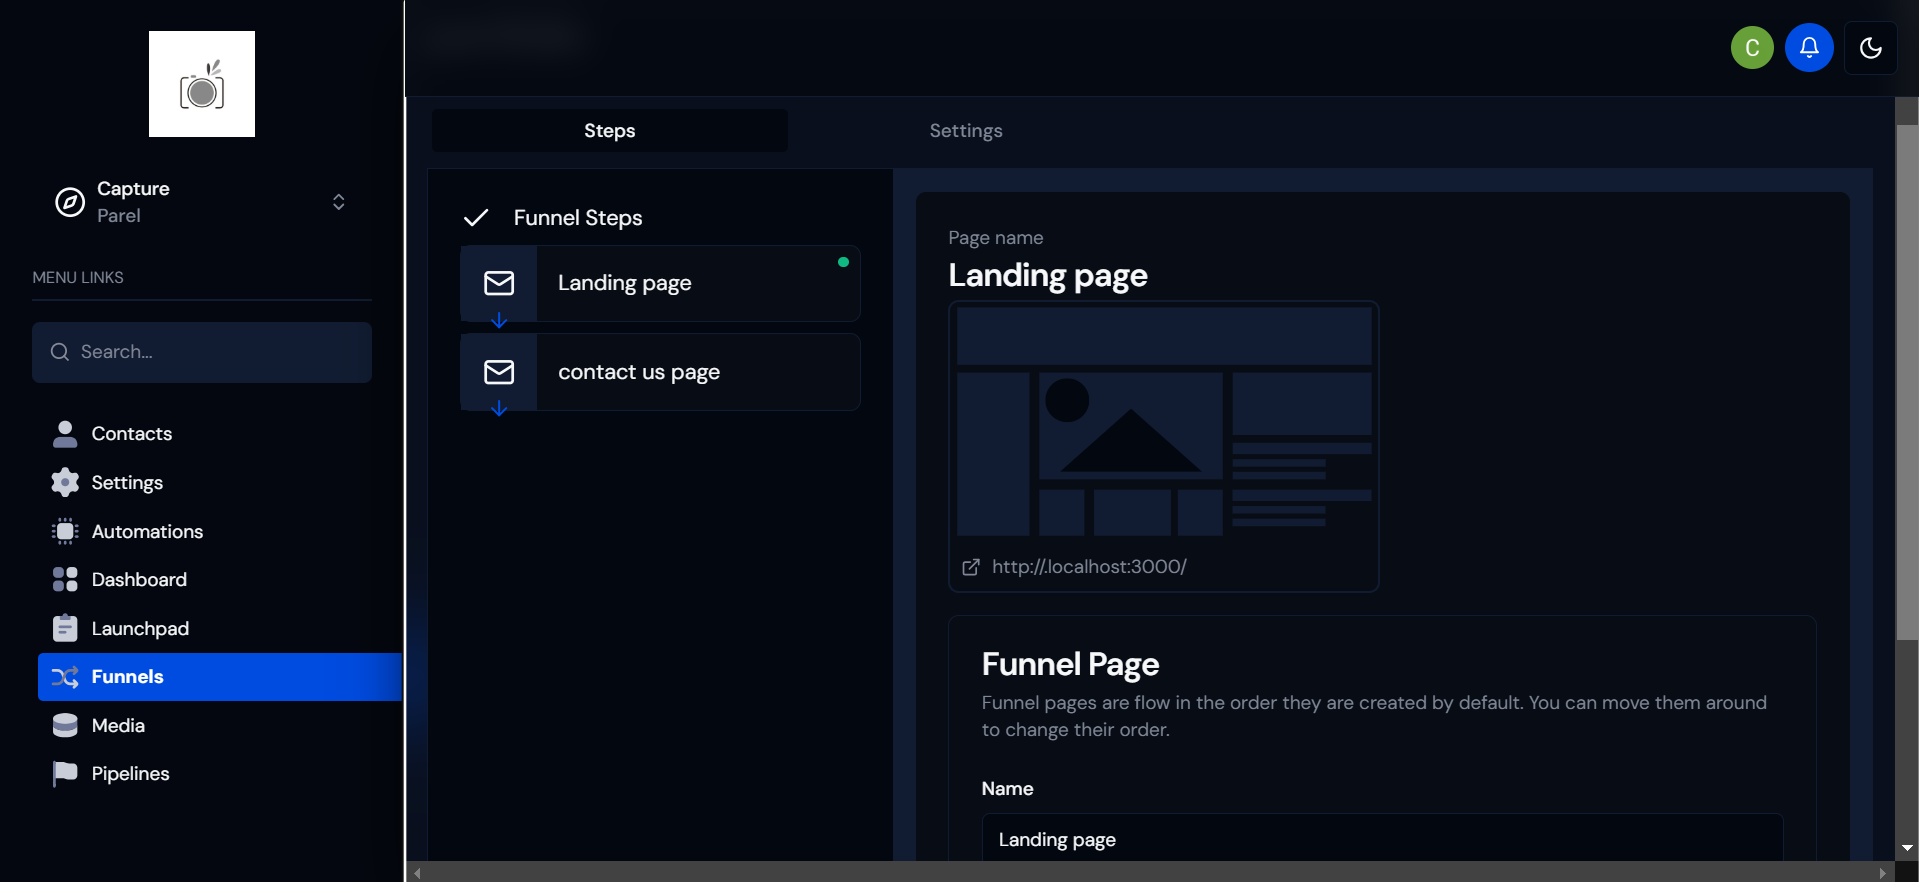 Capture
Parel
MENU LINKS
Search...
Contacts
Settings
Automations
Dashboard
Launchpad
Funnels
Media
Pipelines
C
Steps
Settings
Funnel Steps
Landing page
contact us page
Page name
Landing page
http://.localhost:3000/
Funnel Page
Funnel pages are flow in the order they are created by default. You can move them around
to change their order.
Name
Landing page